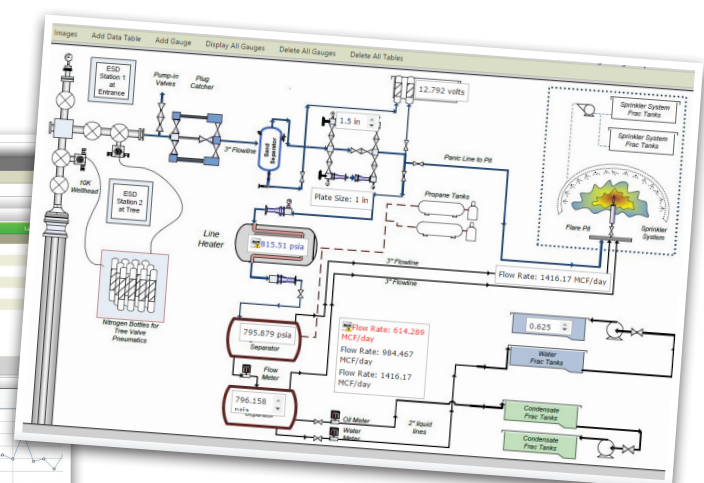 Images Add Data Table Add Gauge Display All Gauges Delete All Gauges Delete All Tables
ESD
Station 1
at
Entrance
Pump-in
Valves
Plug
Catcher
3" Flowline
Sand
Separator
1.5 in
12.792 volts
Plate Size: 1 in
Panic Line to Pit
Sprinkler System
Frac Tanks
Sprinkler System
Frac Tanks
Flare Pit
Sprinkler
System
10K
Wellhead
ESD
Station 2
at Tree
Propane Tanks
Line
Heater
815.51 psia
3" Flowline
3" Flowline
Flow Rate: 1416.17 MCF/day
Nitrogen Bottles for
Tree Valve
Pneumatics
795.879 psia
Separator
Flow Rate: 614.289
MCF/day
Flow Rate: 984.467
MCF/day
Flow Rate: 1416.17
MCF/day
0.625
Water
Frac Tanks
Flow
Meter
796.158
psia
Separator
Oil Meter
Water
Meter
2" liquid
lines
Condensate
Frac Tanks
Condensate
Frac Tanks